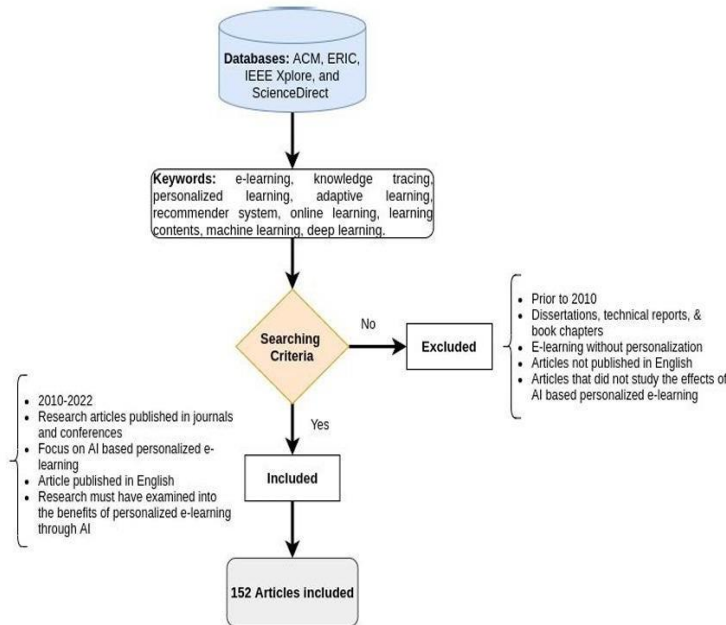 Databases: ACM, ERIC,
IEEE Xplore, and
ScienceDirect
Keywords: e-learning, knowledge tracing,
personalized learning, adaptive learning,
recommender system, online learning, learning
contents, machine learning, deep learning.
Searching
Criteria
No
Excluded
• Prior to 2010
• Dissertations, technical reports, &
book chapters
• E-learning without personalization
• Articles not published in English
• Articles that did not study the effects of
AI based personalized e-learning
Yes
• 2010-2022
• Research articles published in journals
and conferences
• Focus on AI based personalized e-
learning
• Article published in English
• Research must have examined into
the benefits of personalized e-learning
through AI
Included
152 Articles included